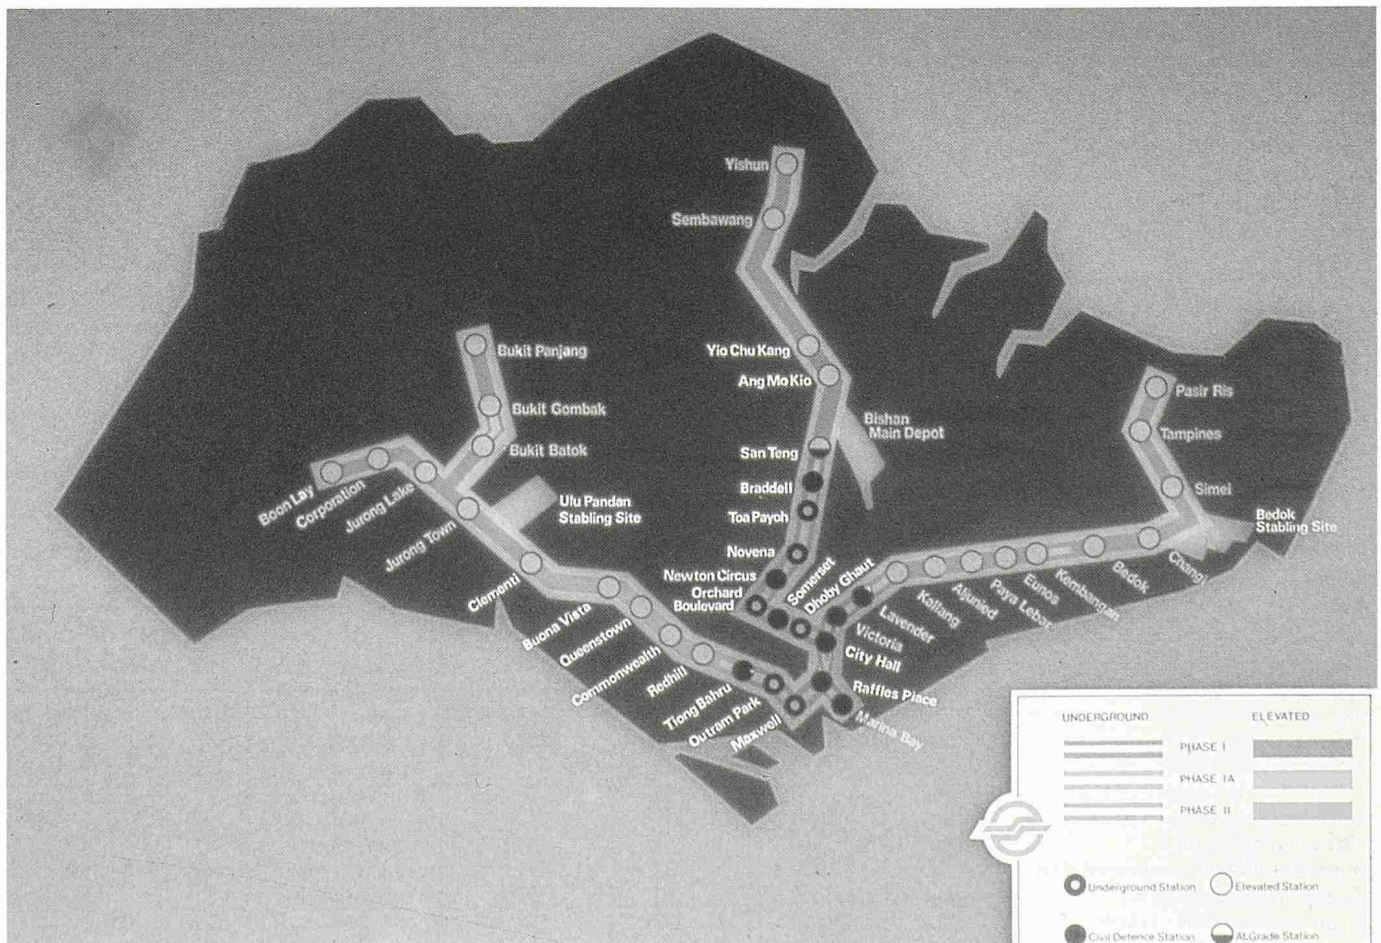 Yishun
Sembawang
Yio Chu Kang
Ang Mo Kio
Bishan
Main Depot
San Teng
Braddell
Toa Payoh
Novena
Newton Circus
Orchard
Boulevard
Somerset
Dhoby Ghaut
Bukit Panjang
Bukit Gombak
Bukit Batok
Boon Lay
Corporation
Jurong Lake
Jurong Town
Ulu Pandan
Stabling Site
Clementi
Buona Vista
Queenstown
Commonwealth
Redhill
Tiong Bahru
Outram Park
Maxwell
Raffles Place
Marina Bay
City Hall
Victoria
Lavender
Kallang
Aljunied
Paya Lebar
Eunos
Kembangan
Bedok
Changi
Bedok
Stabling Site
Simei
Tampines
Pasir Ris
UNDERGROUND ELEVATED
PHASE I
PHASE IA
PHASE II
Underground Station Elevated Station
Civil Defence Station At Grade Station